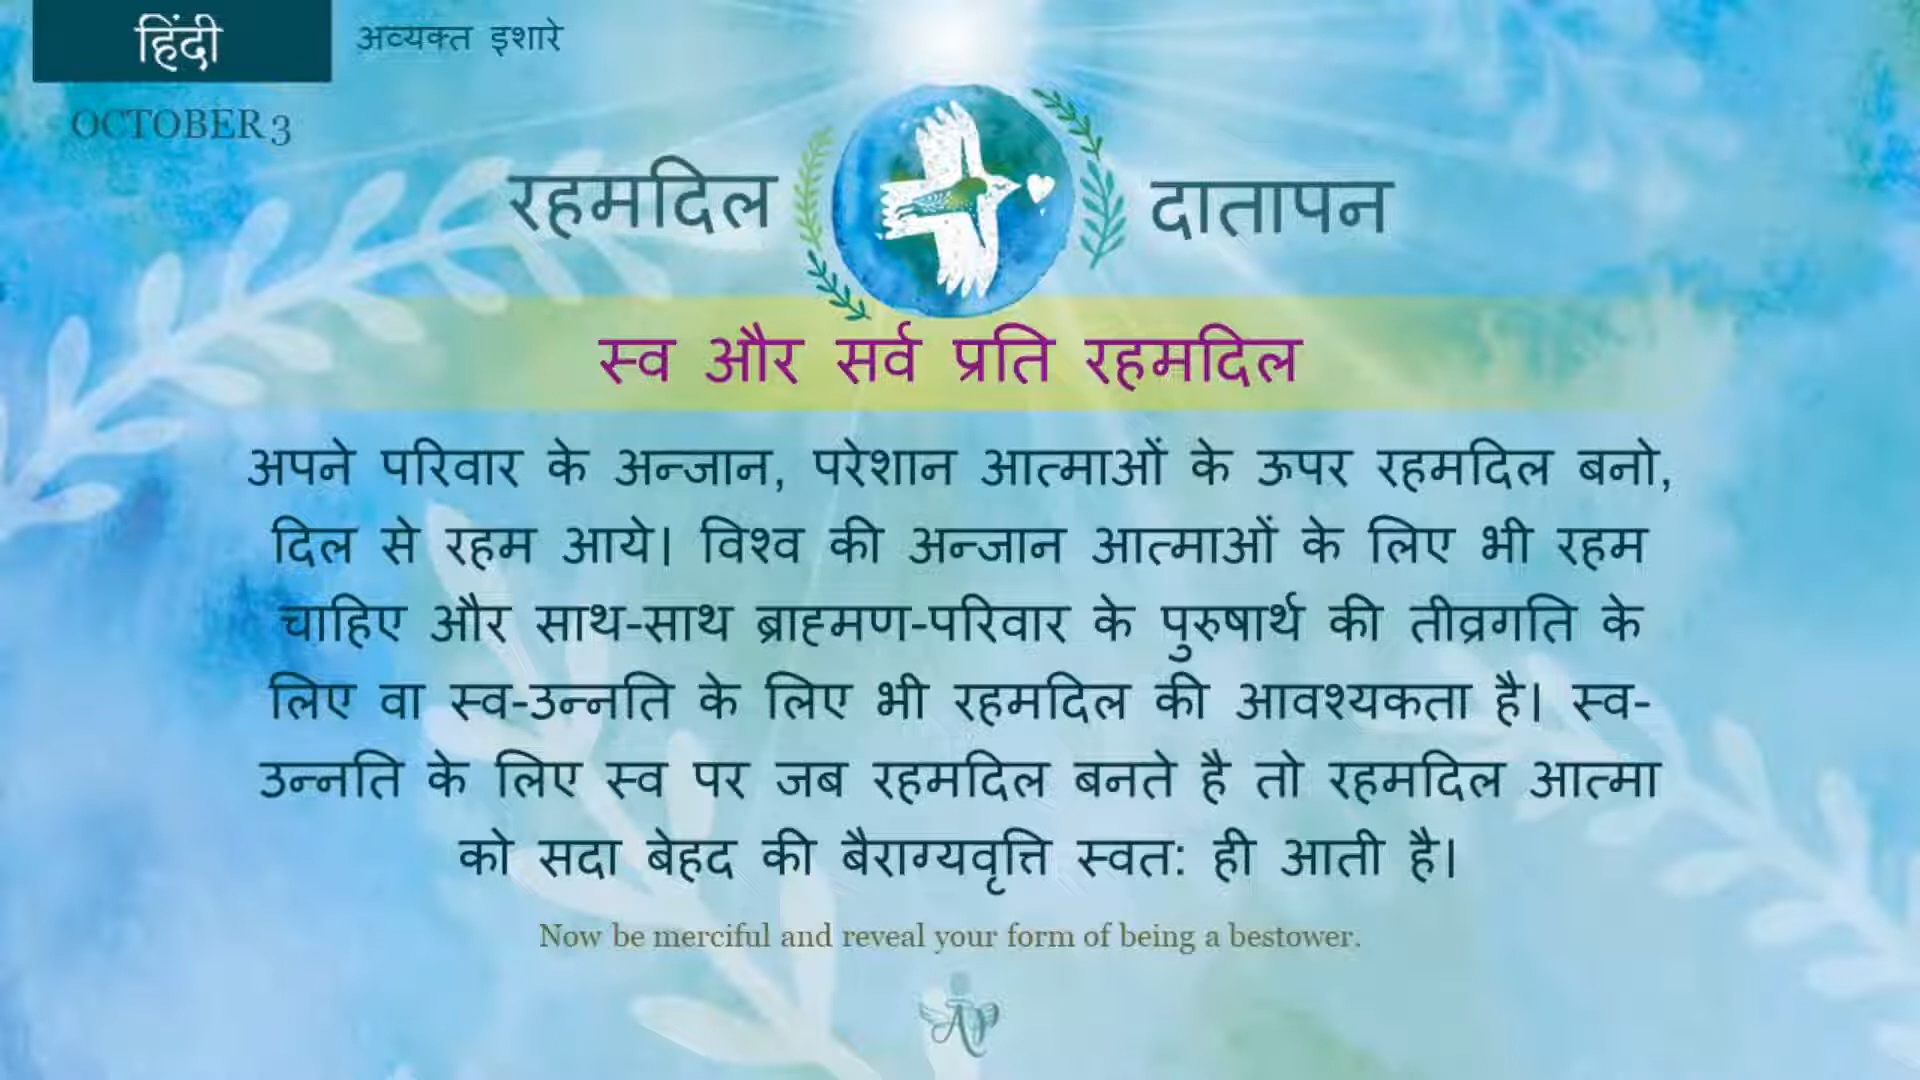 हिंदी
अव्यक्त इशारे
OCTOBER 3
रहमदिल दातापन
स्व और सर्व प्रति रहमदिल
अपने परिवार के अन्जान, परेशान आत्माओं के ऊपर रहमदिल बनो,
दिल से रहम आये। विश्व की अन्जान आत्माओं के लिए भी रहम
चाहिए और साथ-साथ ब्राह्मण-परिवार के पुरुषार्थ की तीव्रगति के
लिए वा स्व-उन्नति के लिए भी रहमदिल की आवश्यकता है। स्व-
उन्नति के लिए स्व पर जब रहमदिल बनते है तो रहमदिल आत्मा
को सदा बेहद की बैराग्यवृत्ति स्वत: ही आती है।
Now be merciful and reveal your form of being a bestower.
AP